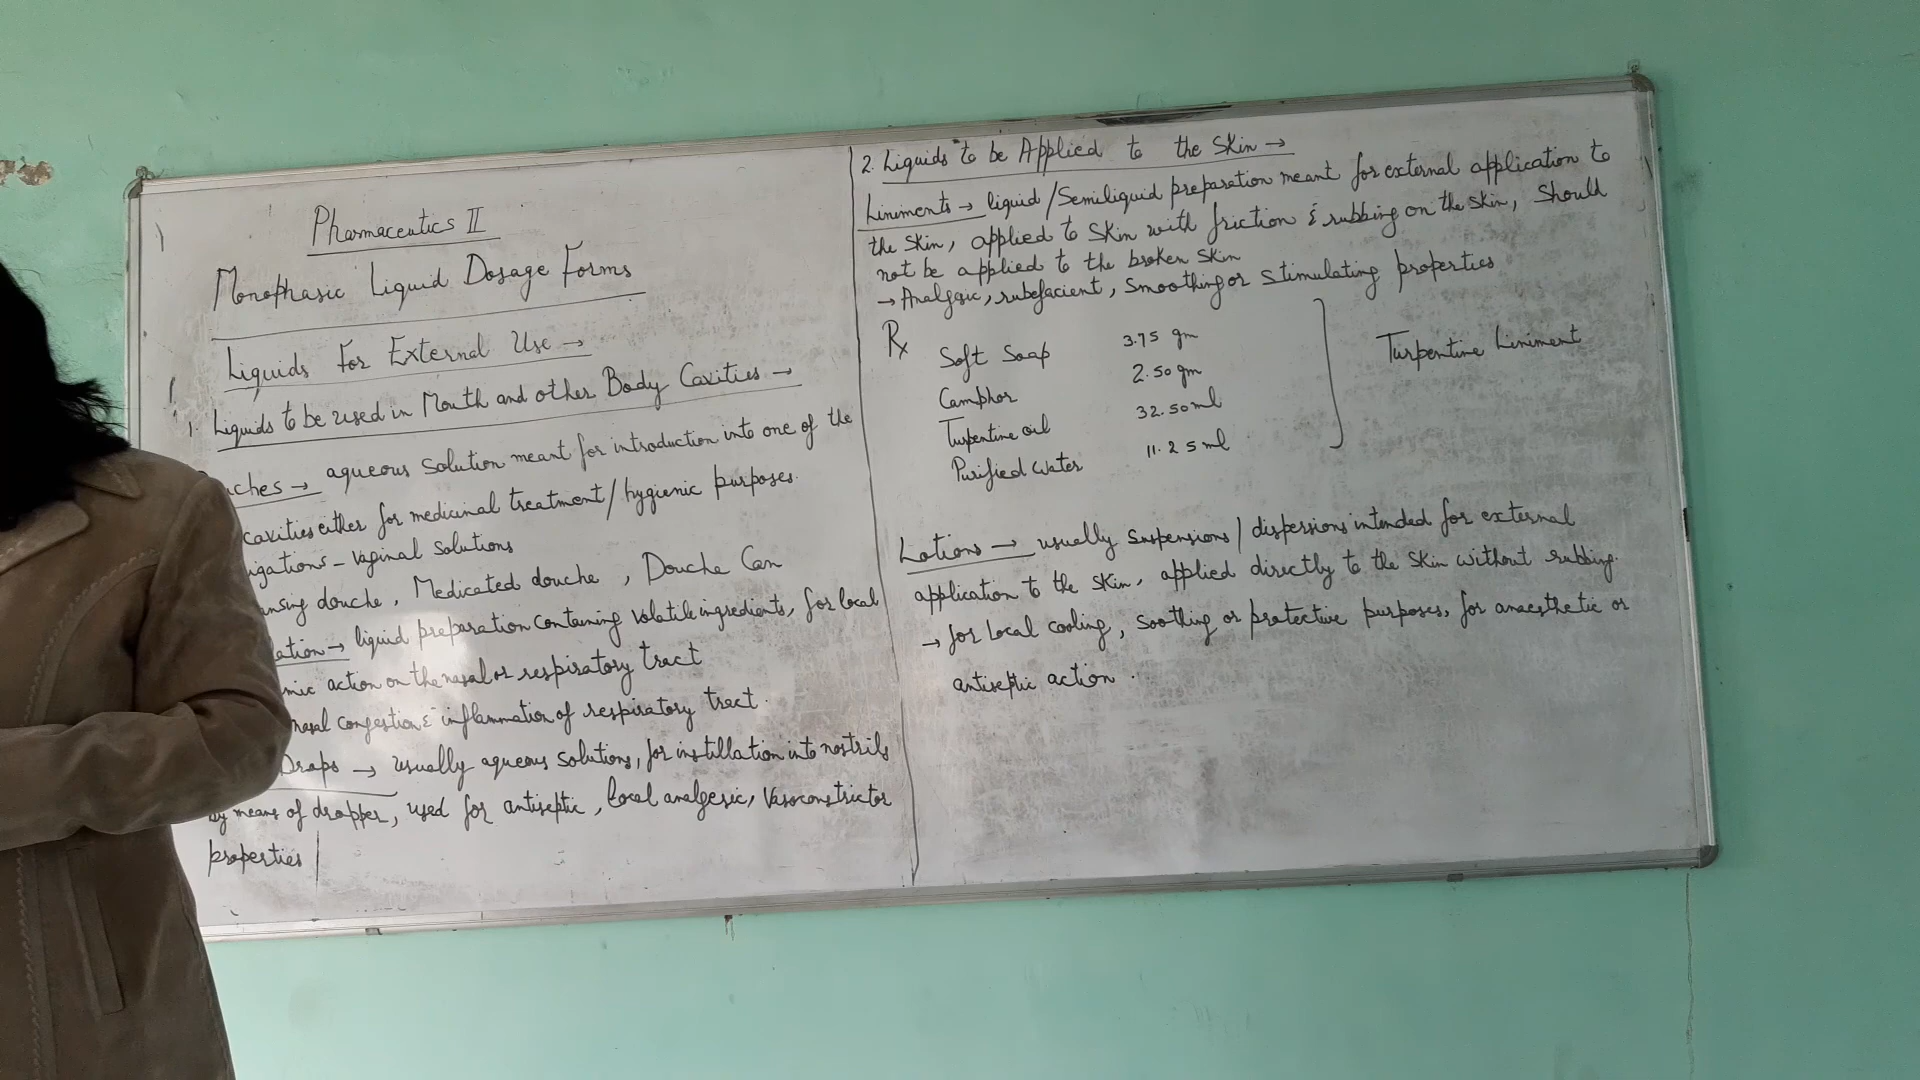 Pharmaceutics II
Monophasic Liquid Dosage Forms
Liquids For External Use →
1. Liquids to be used in Mouth and other Body Cavities →
ches → aqueous solution meant for introduction into one of the
cavities either for medicinal treatment/hygienic purposes.
igations - vaginal solutions
ansing douche, Medicated douche, Douche Can
lation → liquid preparation containing volatile ingredients, for local
mic action on the nasal or respiratory tract
nasal congestion & inflammation of respiratory tract.
Drops → usually aqueous solutions, for instillation into nostrils
by means of dropper, used for antiseptic, local analgesic, vasoconstrictor
properties
2. Liquids to be Applied to the Skin →
Liniments → liquid/Semiliquid preparation meant for external application to
the skin, applied to skin with friction & rubbing on the skin, should
not be applied to the broken skin
→ Analgesic, rubefacient, smoothing or stimulating properties
Rx Soft Soap 3.75 gm
Camphor 2.50 gm
Turpentine oil 32.50 ml
Purified water 11.25 ml
Turpentine Liniment
Lotions → usually suspensions/dispersions intended for external
application to the skin, applied directly to the skin without rubbing.
→ for local cooling, soothing or protective purposes, for anaesthetic or
antiseptic action.